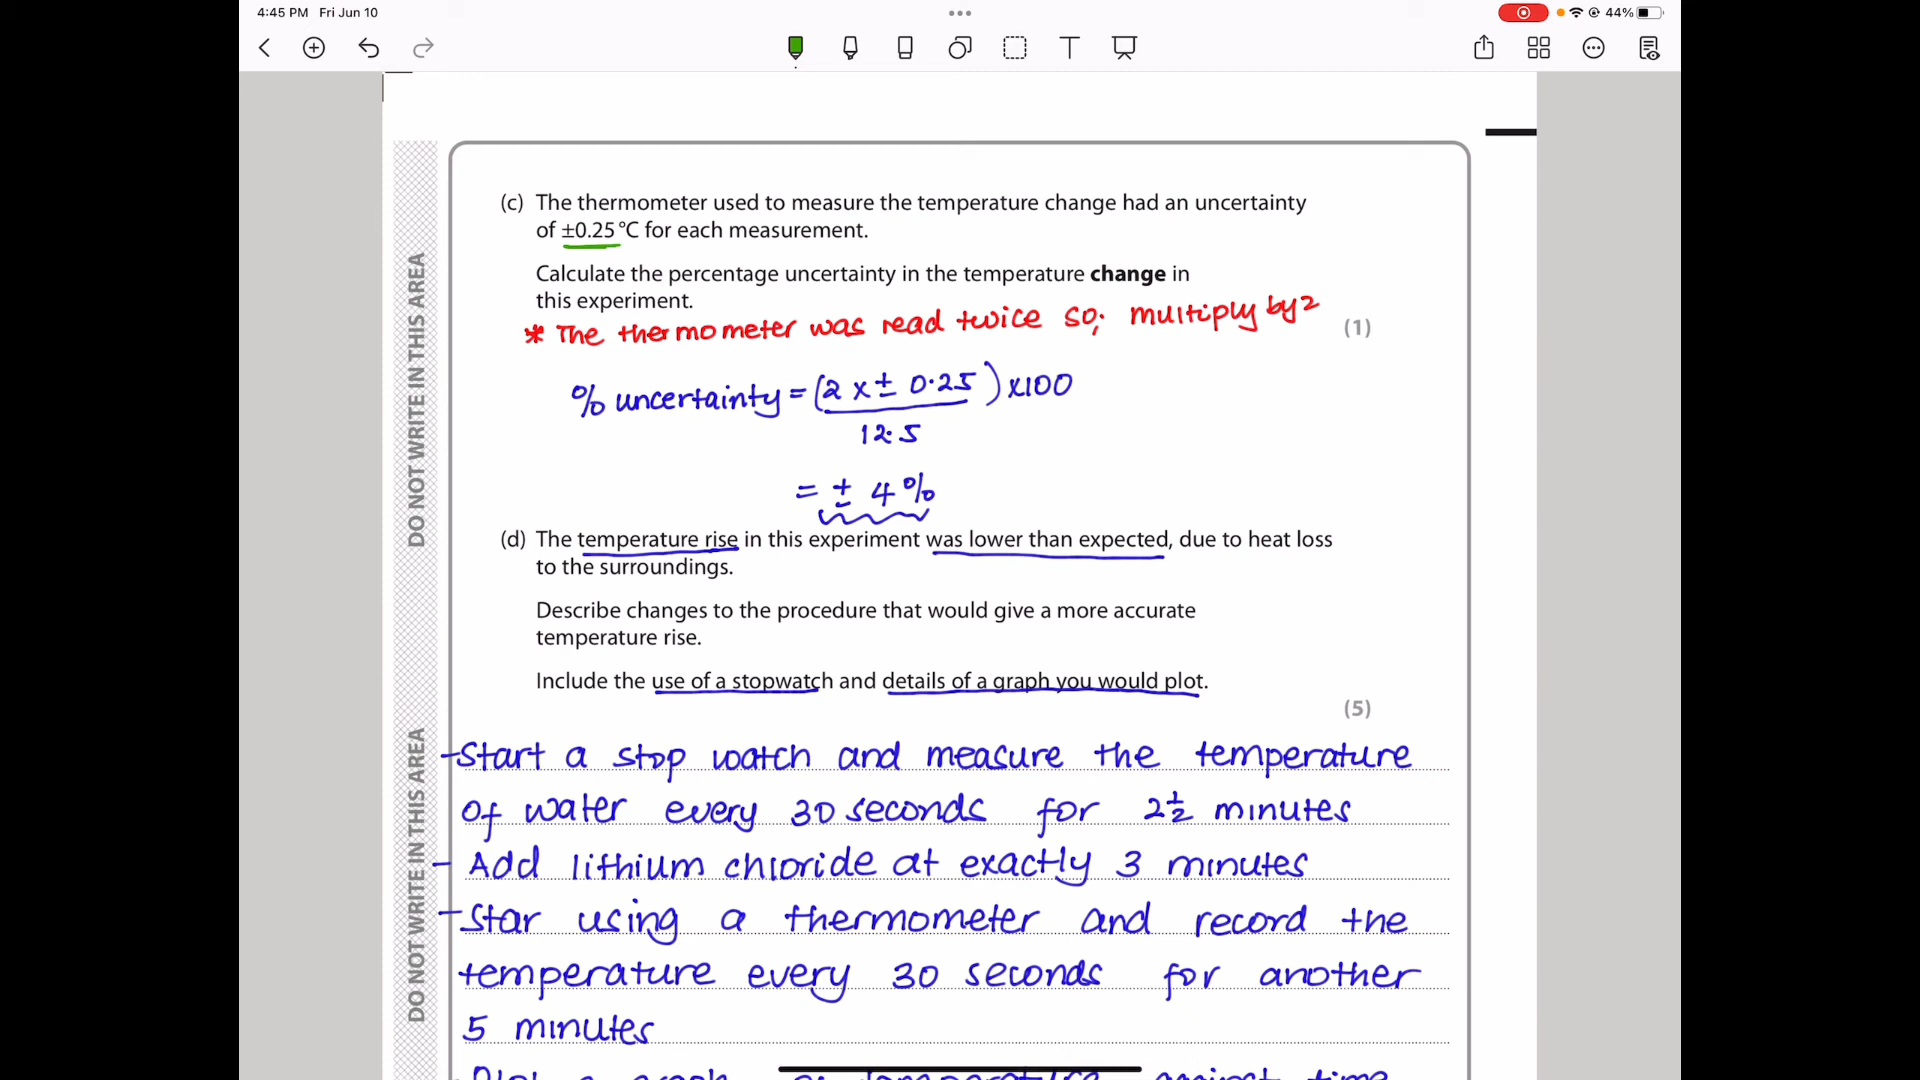 4:45 PM Fri Jun 10
44%
(c) The thermometer used to measure the temperature change had an uncertainty
of ±0.25 °C for each measurement.
Calculate the percentage uncertainty in the temperature change in
this experiment.
* The thermometer was read twice so; multiply by 2
(1)
% uncertainty = (2 x ± 0.25) x100
12.5
= ± 4%
(d) The temperature rise in this experiment was lower than expected, due to heat loss
to the surroundings.
Describe changes to the procedure that would give a more accurate
temperature rise.
Include the use of a stopwatch and details of a graph you would plot.
(5)
- Start a stop watch and measure the temperature
of water every 30 seconds for 2½ minutes
- Add lithium chloride at exactly 3 minutes
- Star using a thermometer and record the
temperature every 30 seconds for another
5 minutes
- Plot a graph of temperature against time
DO NOT WRITE IN THIS AREA
DO NOT WRITE IN THIS AREA